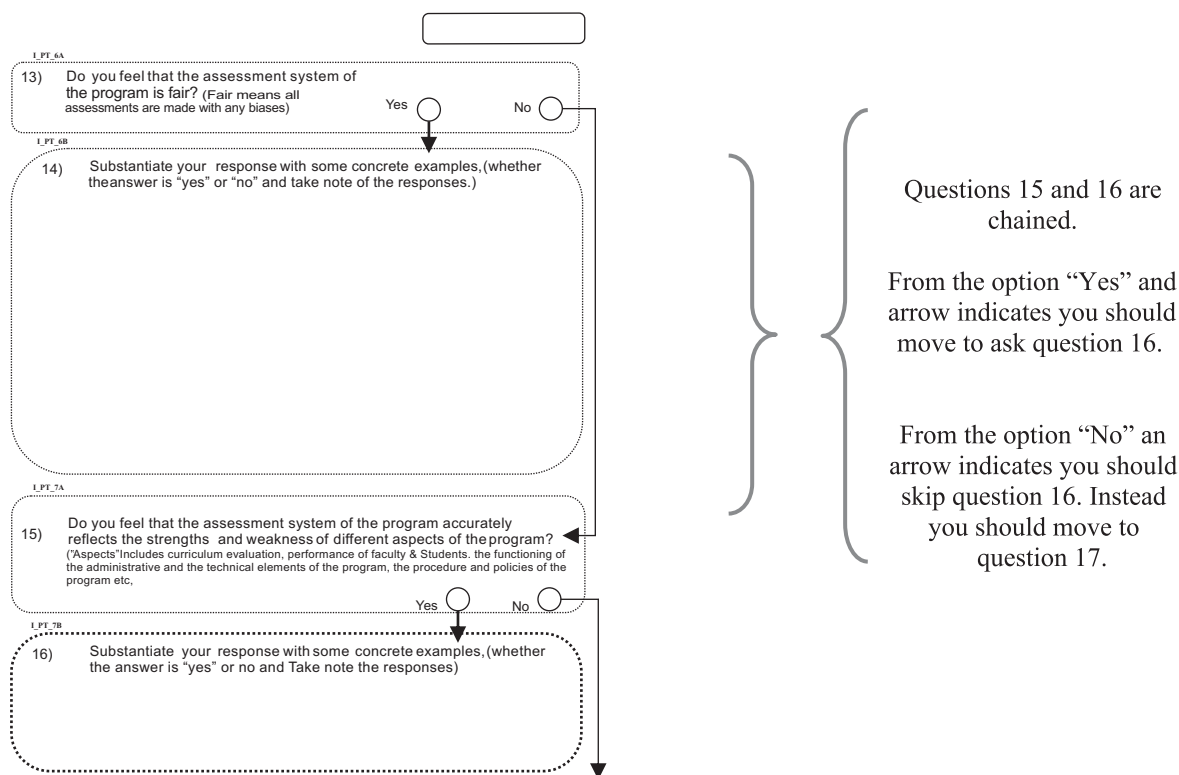 I_PT_6A
13) Do you feel that the assessment system of
the program is fair? (Fair means all
assessments are made with any biases)
Yes No
I_PT_6B
14) Substantiate your response with some concrete examples,(whether
theanswer is “yes” or “no” and take note of the responses.)
I_PT_7A
15) Do you feel that the assessment system of the program accurately
reflects the strengths and weakness of different aspects of theprogram?
("Aspects"Includes curriculum evaluation, performance of faculty & Students. the functioning of
the administrative and the technical elements of the program, the procedure and policies of the
program etc,
Yes No
I_PT_7B
16) Substantiate your response with some concrete examples,(whether
the answer is “yes” or no and Take note the responses)
Questions 15 and 16 are
chained.
From the option “Yes” and
arrow indicates you should
move to ask question 16.
From the option “No” an
arrow indicates you should
skip question 16. Instead
you should move to
question 17.